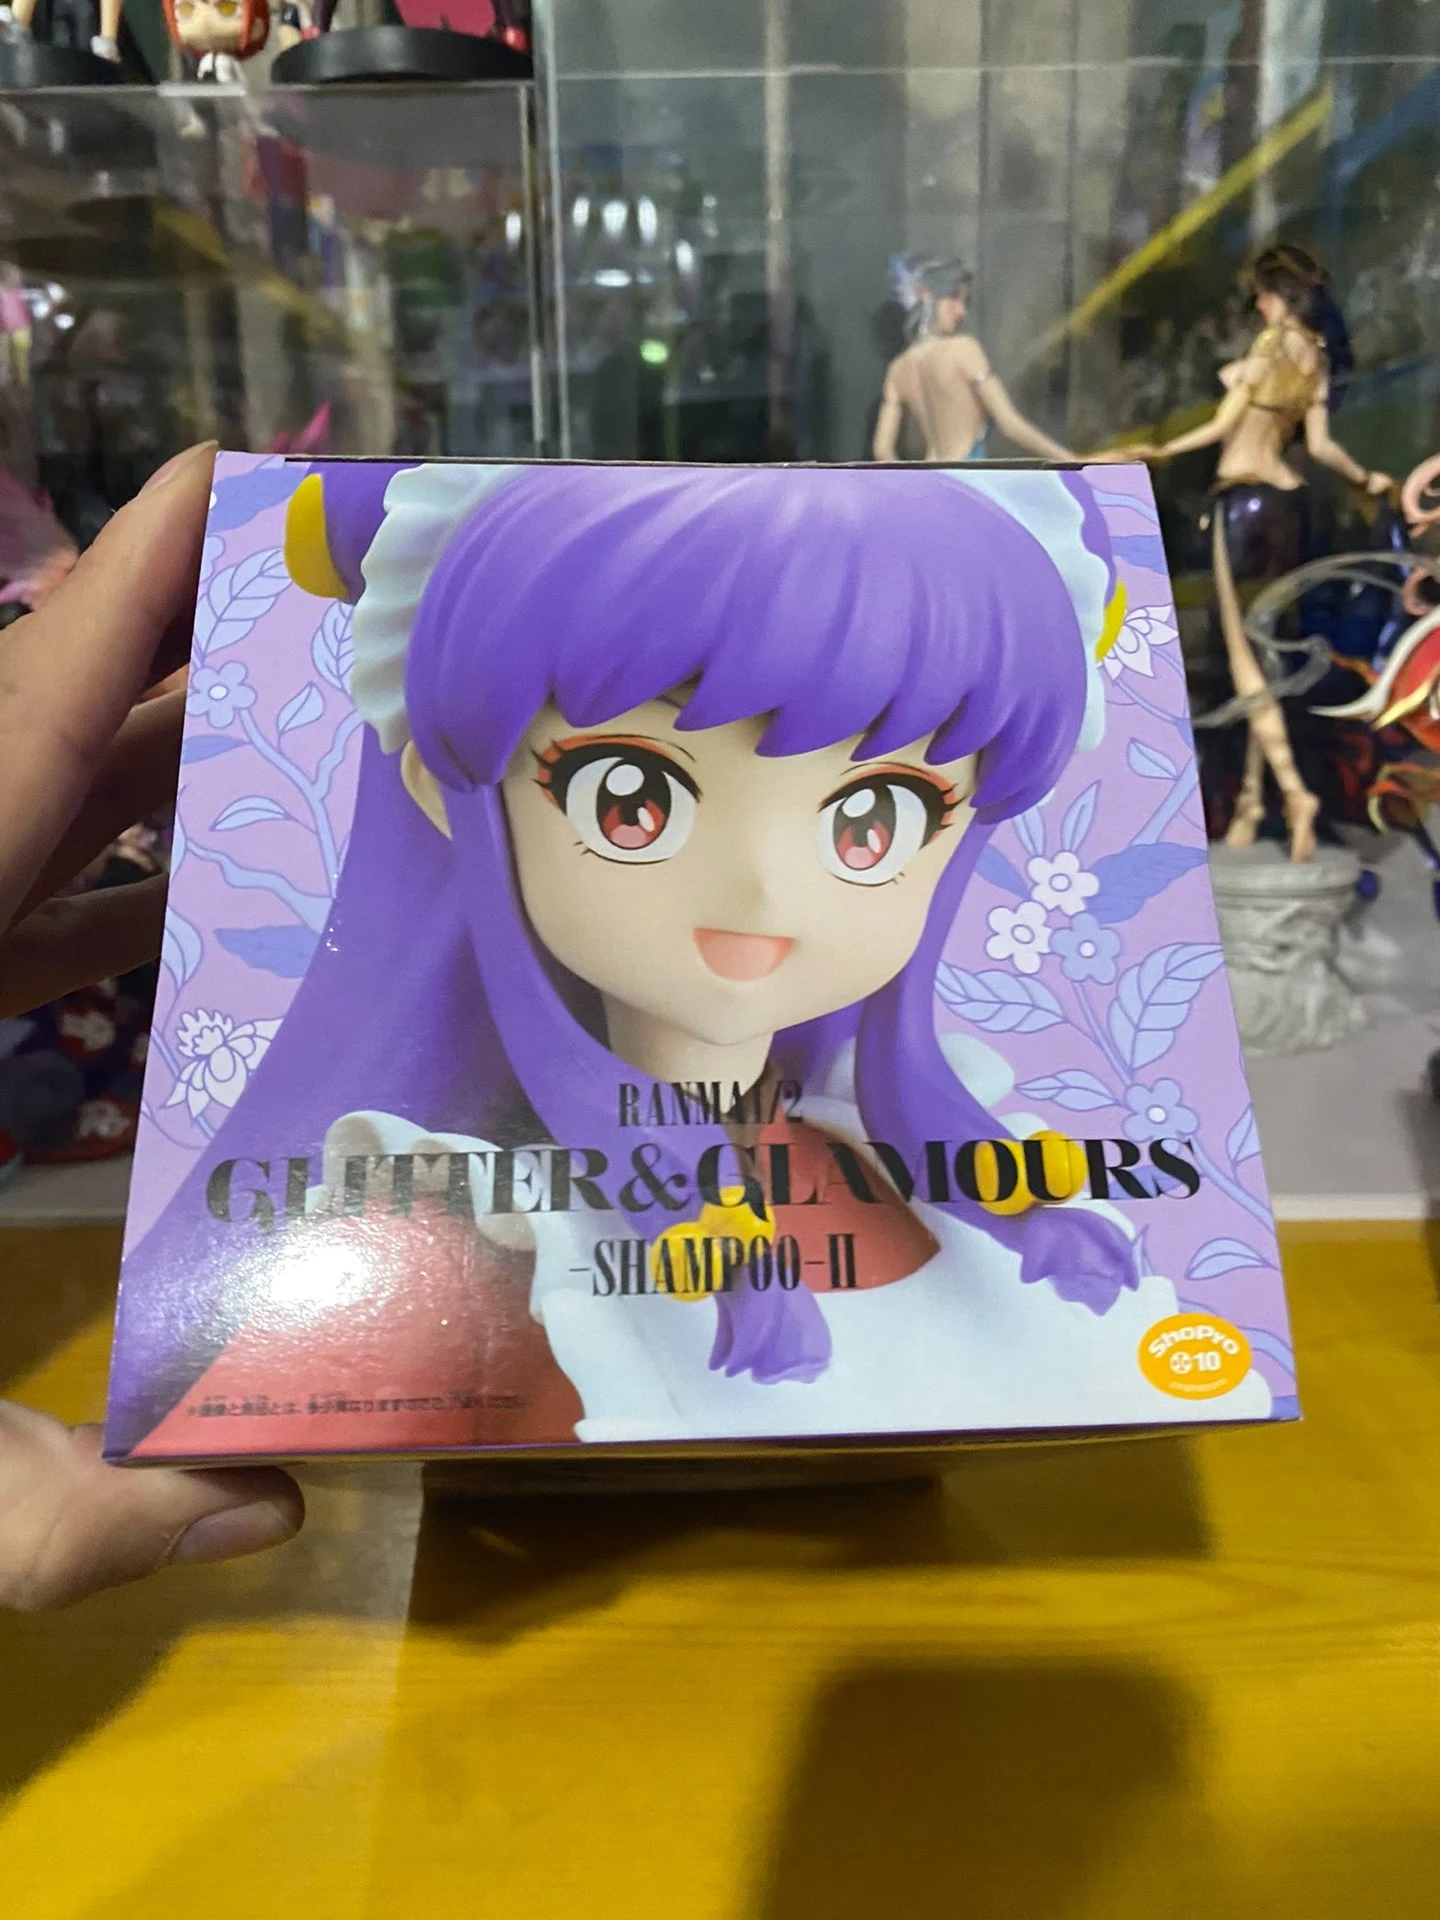 RANMA1/2
GLITTER&GLAMOURS
-SHAMPOO-II
ShoPro
10